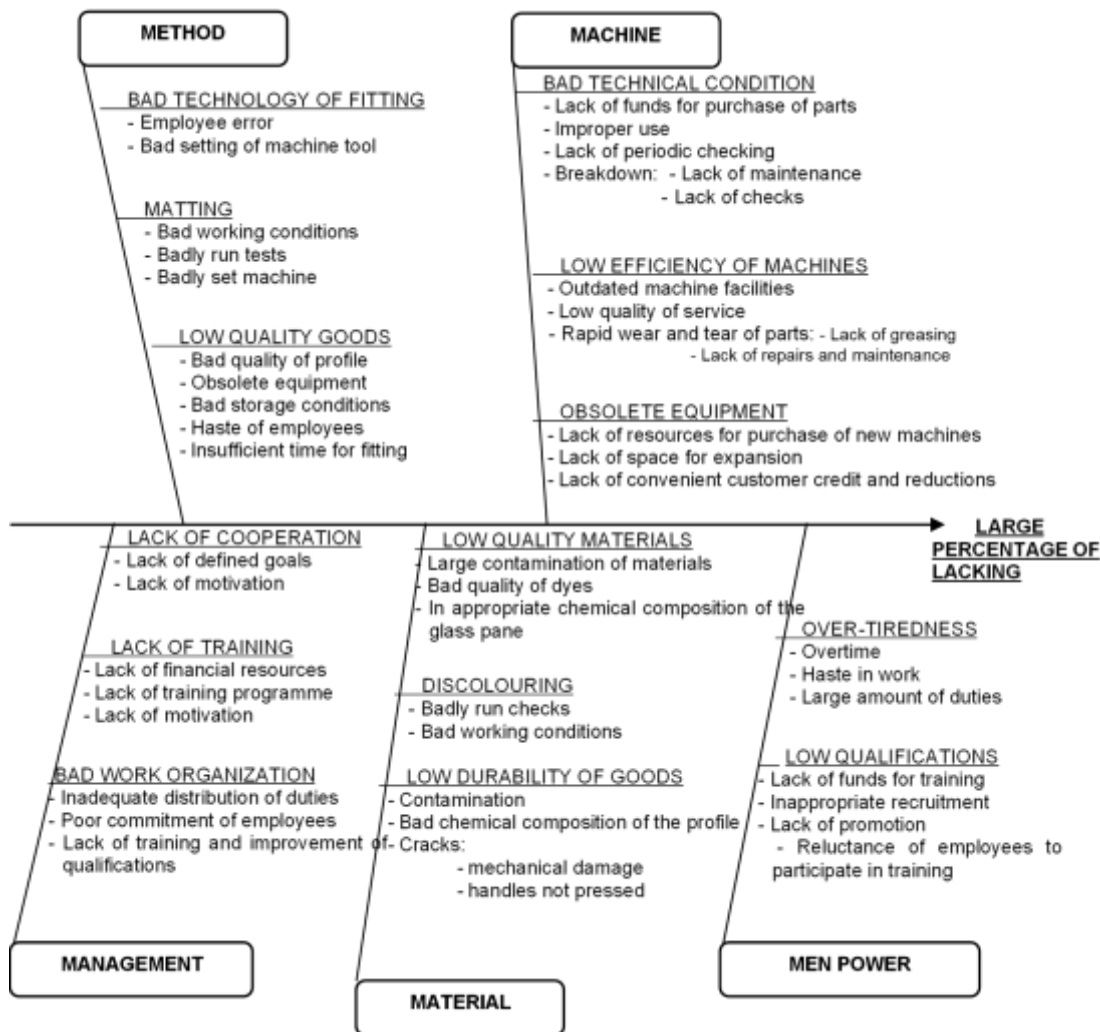 METHOD
BAD TECHNOLOGY OF FITTING
- Employee error
- Bad setting of machine tool
MATTING
- Bad working conditions
- Badly run tests
- Badly set machine
LOW QUALITY GOODS
- Bad quality of profile
- Obsolete equipment
- Bad storage conditions
- Haste of employees
- Insufficient time for fitting
MACHINE
BAD TECHNICAL CONDITION
- Lack of funds for purchase of parts
- Improper use
- Lack of periodic checking
- Breakdown: - Lack of maintenance
- Lack of checks
LOW EFFICIENCY OF MACHINES
- Outdated machine facilities
- Low quality of service
- Rapid wear and tear of parts: - Lack of greasing
- Lack of repairs and maintenance
OBSOLETE EQUIPMENT
- Lack of resources for purchase of new machines
- Lack of space for expansion
- Lack of convenient customer credit and reductions
LARGE
PERCENTAGE OF
LACKING
LACK OF COOPERATION
- Lack of defined goals
- Lack of motivation
LACK OF TRAINING
- Lack of financial resources
- Lack of training programme
- Lack of motivation
BAD WORK ORGANIZATION
- Inadequate distribution of duties
- Poor commitment of employees
- Lack of training and improvement of
qualifications
MANAGEMENT
LOW QUALITY MATERIALS
- Large contamination of materials
- Bad quality of dyes
- In appropriate chemical composition of the
glass pane
DISCOLOURING
- Badly run checks
- Bad working conditions
LOW DURABILITY OF GOODS
- Contamination
- Bad chemical composition of the profile
- Cracks:
- mechanical damage
- handles not pressed
MATERIAL
OVER-TIREDNESS
- Overtime
- Haste in work
- Large amount of duties
LOW QUALIFICATIONS
- Lack of funds for training
- Inappropriate recruitment
- Lack of promotion
- Reluctance of employees to
participate in training
MEN POWER